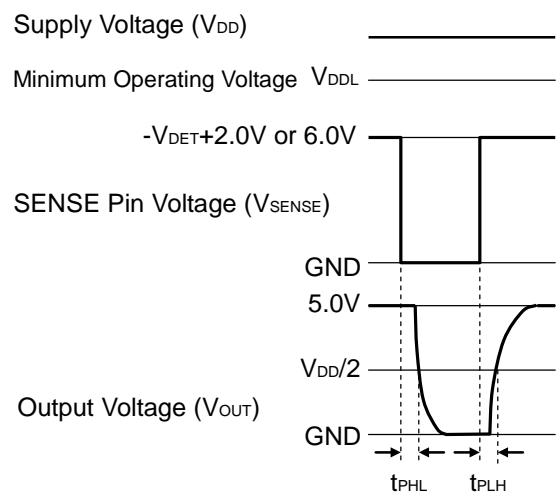 Supply Voltage (VDD)
Minimum Operating Voltage VDDL
-VDET+2.0V or 6.0V
SENSE Pin Voltage (VSENSE)
GND
5.0V
VDD/2
Output Voltage (VOUT)
GND
tPHL tPLH